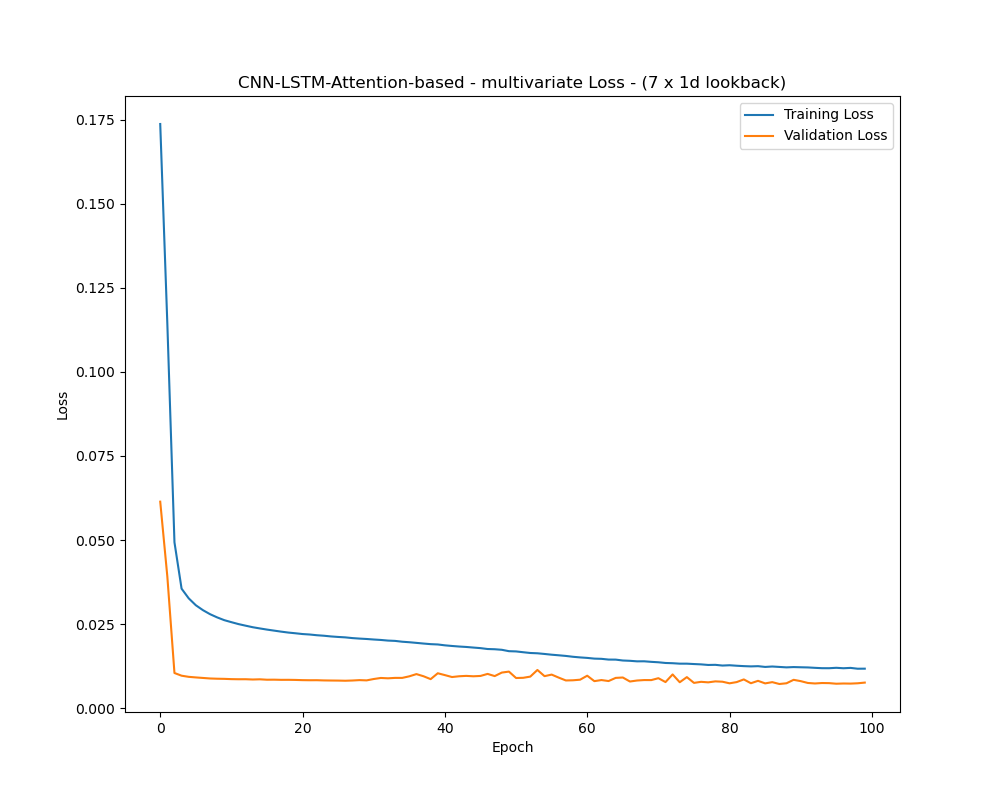 CNN-LSTM-Attention-based - multivariate Loss - (7 x 1d lookback)
Training Loss
Validation Loss
0.175
0.150
0.125
0.100
0.075
0.050
0.025
0.000
Loss
0
20
40
60
80
100
Epoch